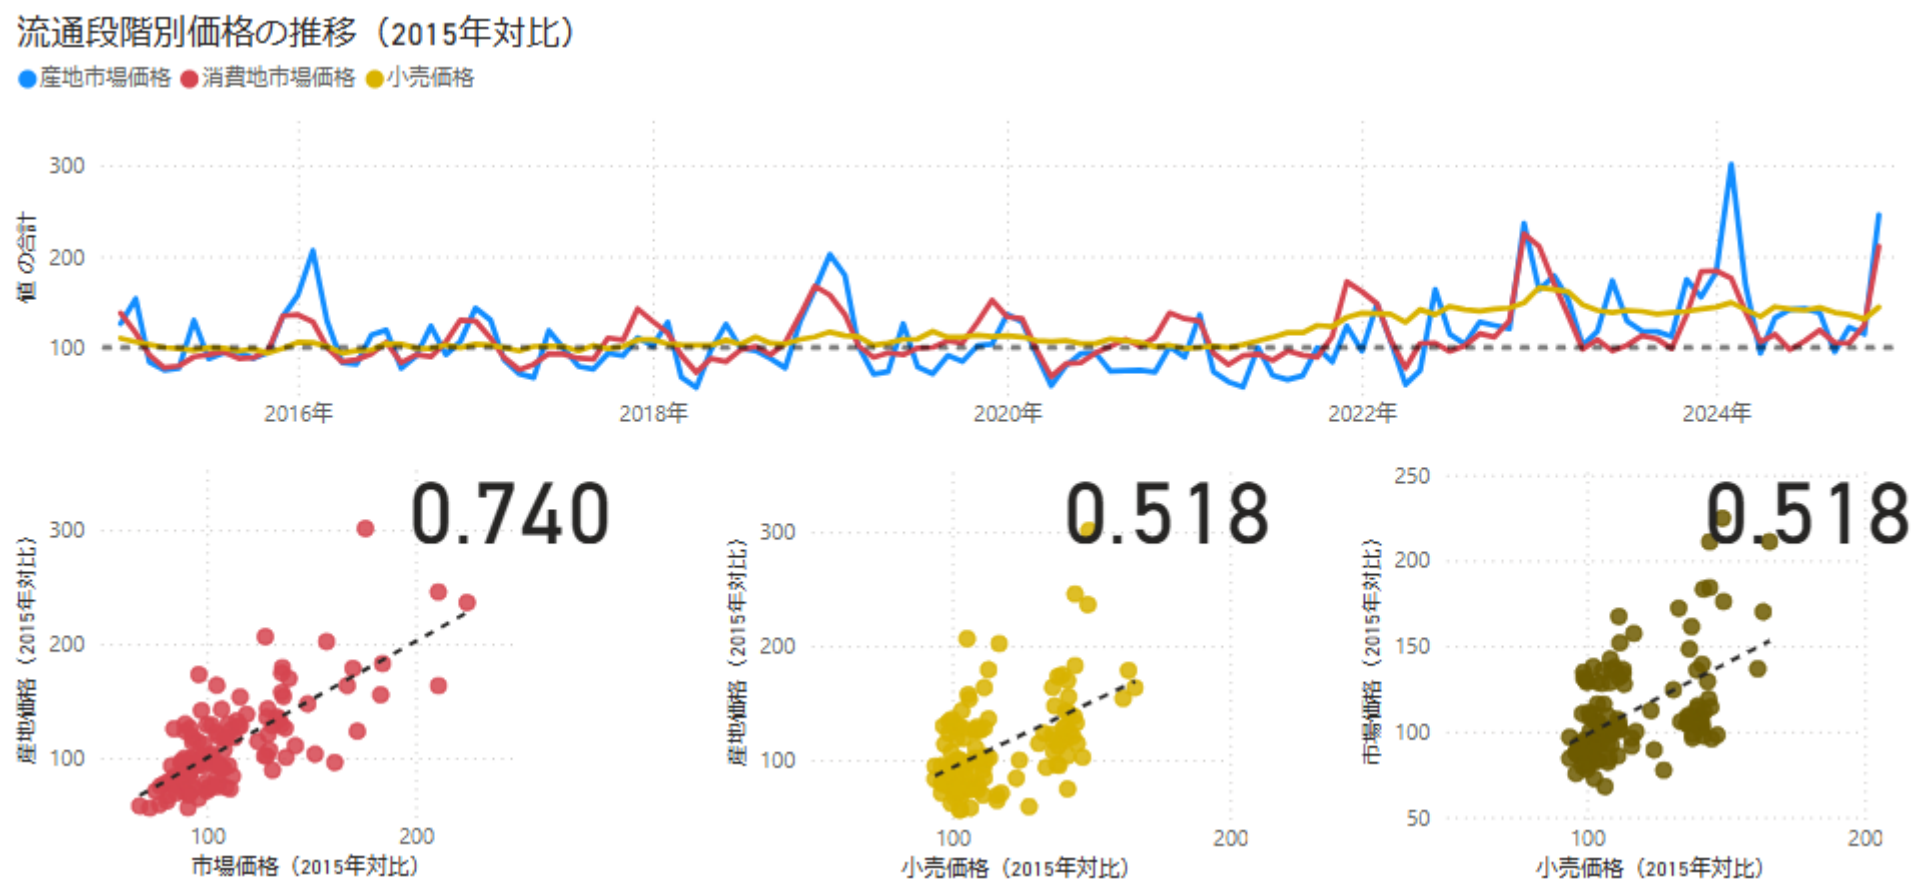 流通段階別価格の推移（2015年対比）
産地市場価格 消費地市場価格 小売価格
値 の合計
300
200
100
2016年 2018年 2020年 2022年 2024年
0.740
産地価格（2015年対比）
300
200
100
100 200
市場価格（2015年対比）
0.518
産地価格（2015年対比）
300
200
100
100 200
小売価格（2015年対比）
0.518
市場価格（2015年対比）
250
200
150
100
50
100 200
小売価格（2015年対比）